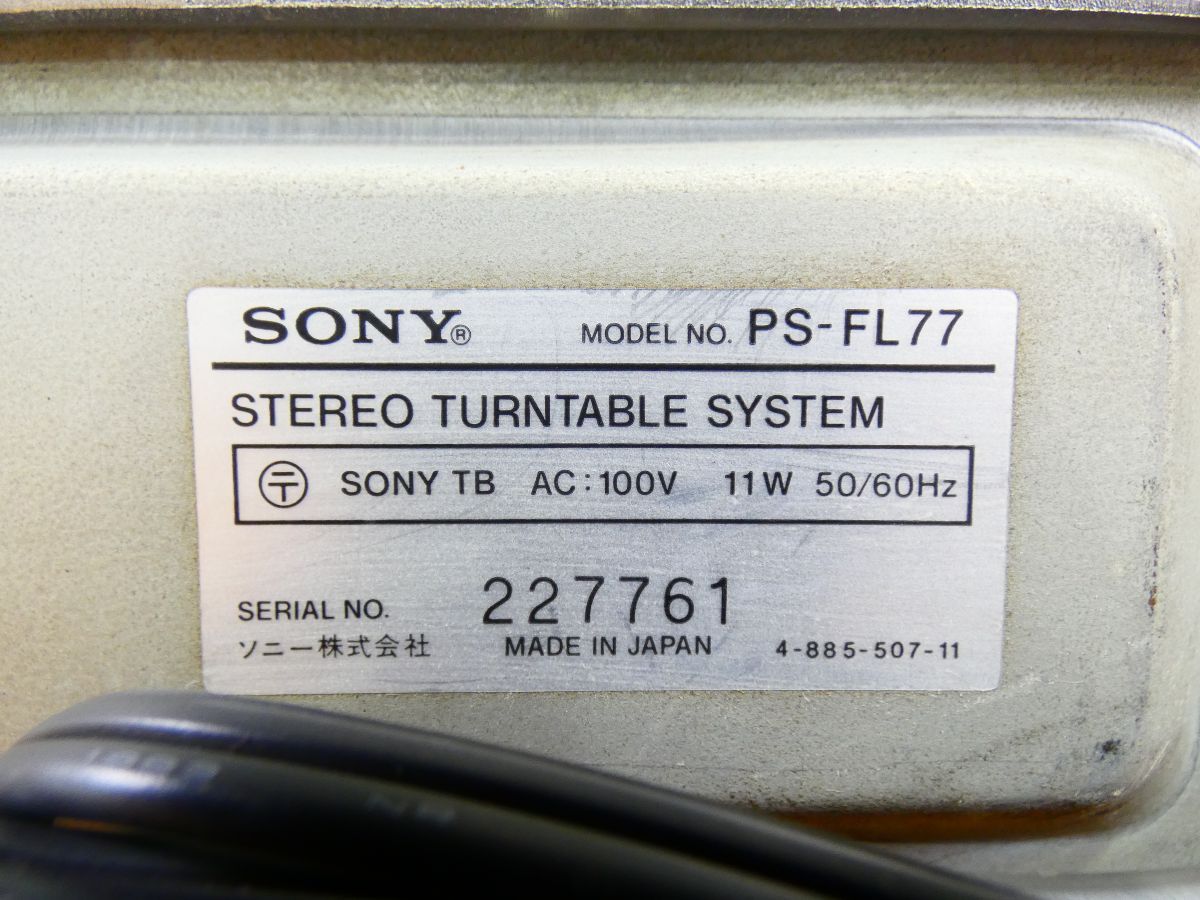 SONY® MODEL NO. PS-FL77
STEREO TURNTABLE SYSTEM
〒 SONY TB AC:100V 11W 50/60Hz
SERIAL NO. 227761
ソニー株式会社 MADE IN JAPAN 4-885-507-11